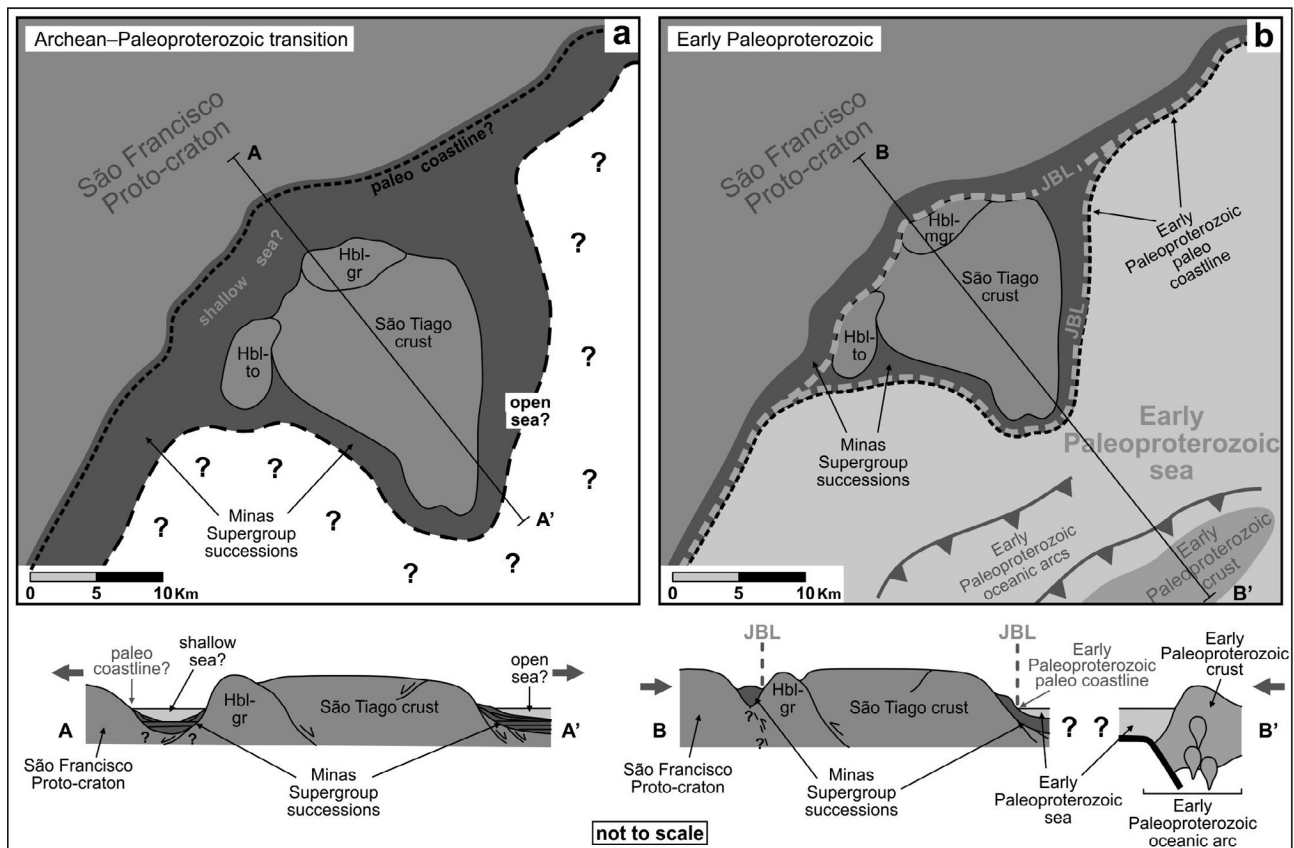 Archean–Paleoproterozoic transition
a
São Francisco
Proto-craton
A
paleo coastline?
shallow sea?
Hbl-
gr
São Tiago
crust
Hbl-
to
open
sea?
?
?
?
?
?
?
?
?
?
?
?
Minas
Supergroup
successions
A'
0 5 10 Km
Early Paleoproterozoic
b
São Francisco
Proto-craton
B
JBL
JBL
Hbl-
mgr
São Tiago
crust
Hbl-
to
Early
Paleoproterozoic
paleo
coastline
Minas
Supergroup
successions
Early
Paleoproterozoic
sea
Early
Paleoproterozoic
oceanic arcs
Early
Paleoproterozoic
crust
B'
0 5 10 Km
paleo
coastline?
shallow
sea?
open
sea?
A
Hbl-
gr
São Tiago crust
A'
? ?
?
São Francisco
Proto-craton
Minas
Supergroup
successions
JBL
JBL
Early
Paleoproterozoic
paleo coastline
Early
Paleoproterozoic
crust
B
Hbl-
gr
São Tiago crust
? ?
B'
?
?
?
São Francisco
Proto-craton
Minas
Supergroup
successions
Early
Paleoproterozoic
sea
Early
Paleoproterozoic
oceanic arc
not to scale